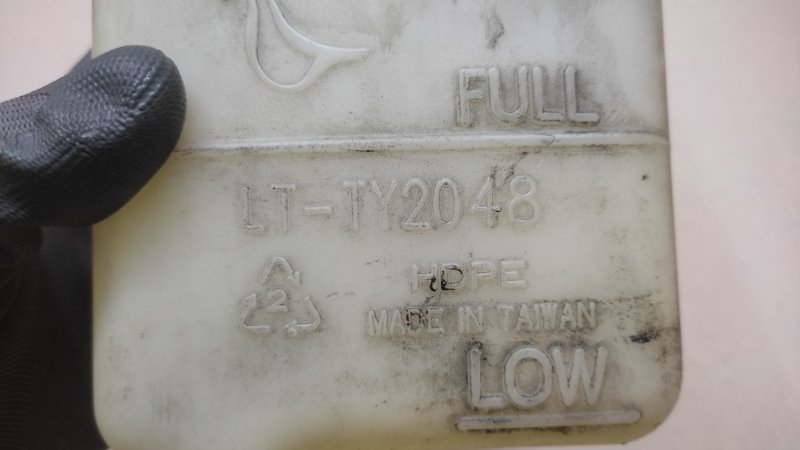 FULL
LT-TY2048
HDPE
2
MADE IN TAIWAN
LOW